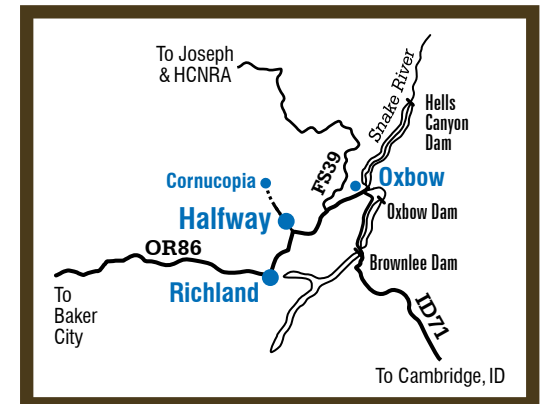 To Joseph
& HCNRA
Snake River
Hells
Canyon
Dam
FS39
Cornucopia
Oxbow
Halfway
Oxbow Dam
OR86
Brownlee Dam
Richland
To
Baker
City
ID71
To Cambridge, ID